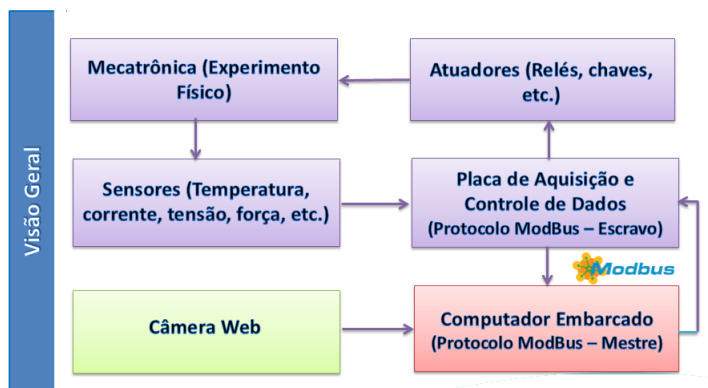 Visão Geral
Mecatrônica (Experimento
Físico)
Atuadores (Relés, chaves,
etc.)
Sensores (Temperatura,
corrente, tensão, força, etc.)
Placa de Aquisição e
Controle de Dados
(Protocolo ModBus – Escravo)
Modbus
Câmera Web
Computador Embarcado
(Protocolo ModBus – Mestre)